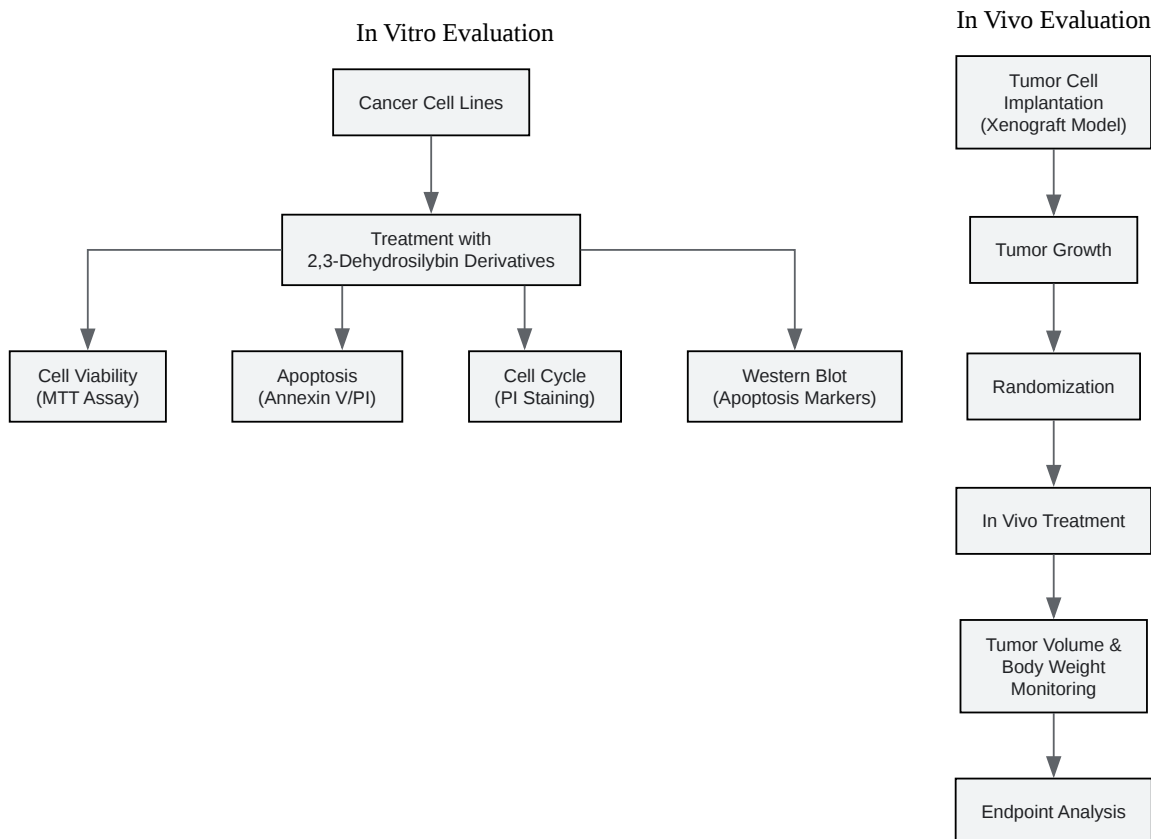 In Vitro Evaluation
Cancer Cell Lines
Treatment with
2,3-Dehydrosilybin Derivatives
Cell Viability
(MTT Assay)
Apoptosis
(Annexin V/PI)
Cell Cycle
(PI Staining)
Western Blot
(Apoptosis Markers)
In Vivo Evaluation
Tumor Cell
Implantation
(Xenograft Model)
Tumor Growth
Randomization
In Vivo Treatment
Tumor Volume &
Body Weight
Monitoring
Endpoint Analysis